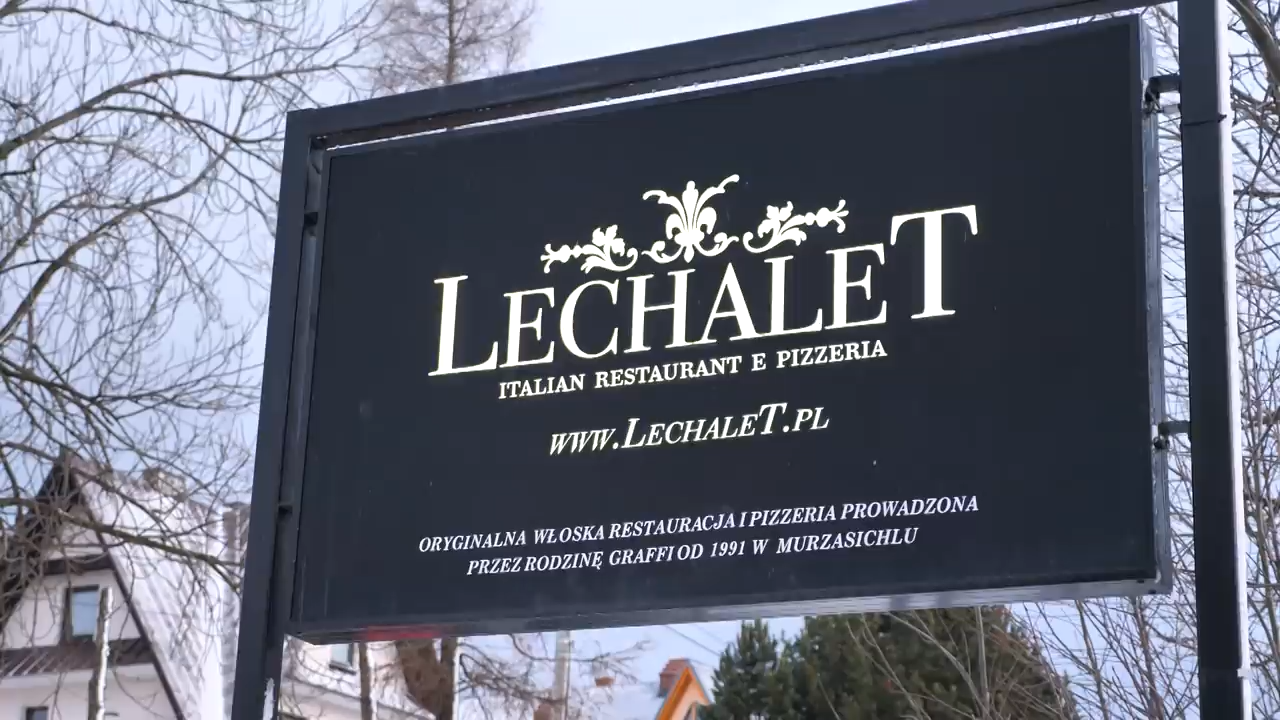 LECHALET
ITALIAN RESTAURANT E PIZZERIA
WWW.LECHALET.PL
ORYGINALNA WŁOSKA RESTAURACJA I PIZZERIA PROWADZONA
PRZEZ RODZINĘ GRAFFI OD 1991 W MURZASICHLU